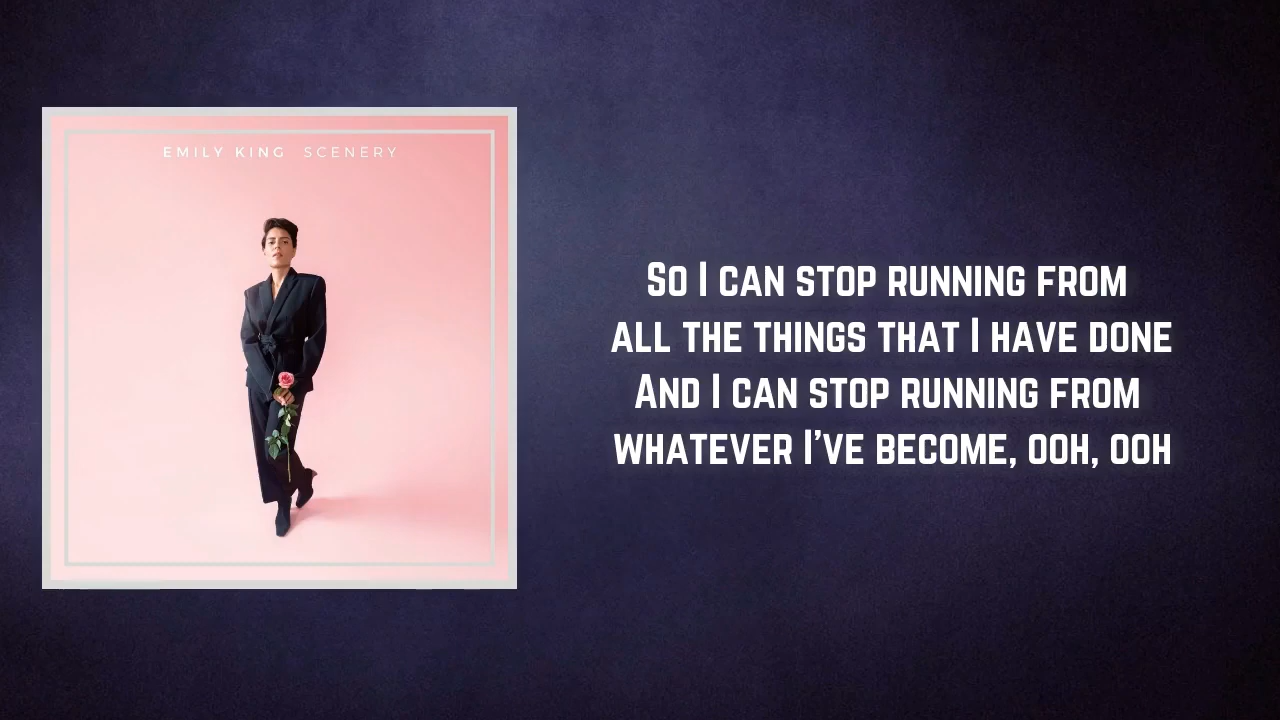 EMILY KING SCENERY
So I can stop running from
all the things that I have done
And I can stop running from
whatever I've become, ooh, ooh